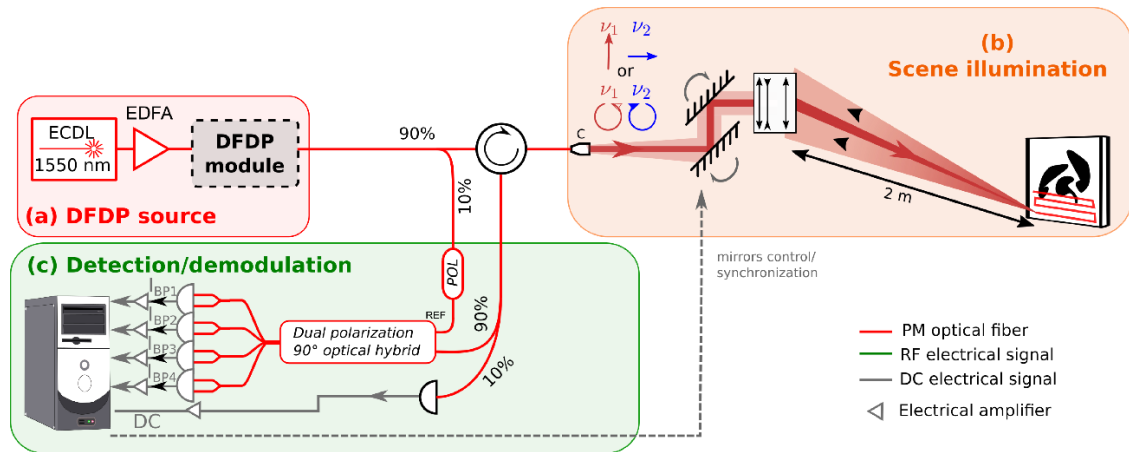 ECDL
1550 nm
EDFA
DFDP
module
(a) DFDP source
90%
10%
C
ν₁ ν₂
or
ν₁ ν₂
(b)
Scene illumination
2 m
mirrors control/
synchronization
(c) Detection/demodulation
POL
REF
90%
10%
BP1
BP2
BP3
BP4
Dual polarization
90° optical hybrid
DC
PM optical fiber
RF electrical signal
DC electrical signal
Electrical amplifier